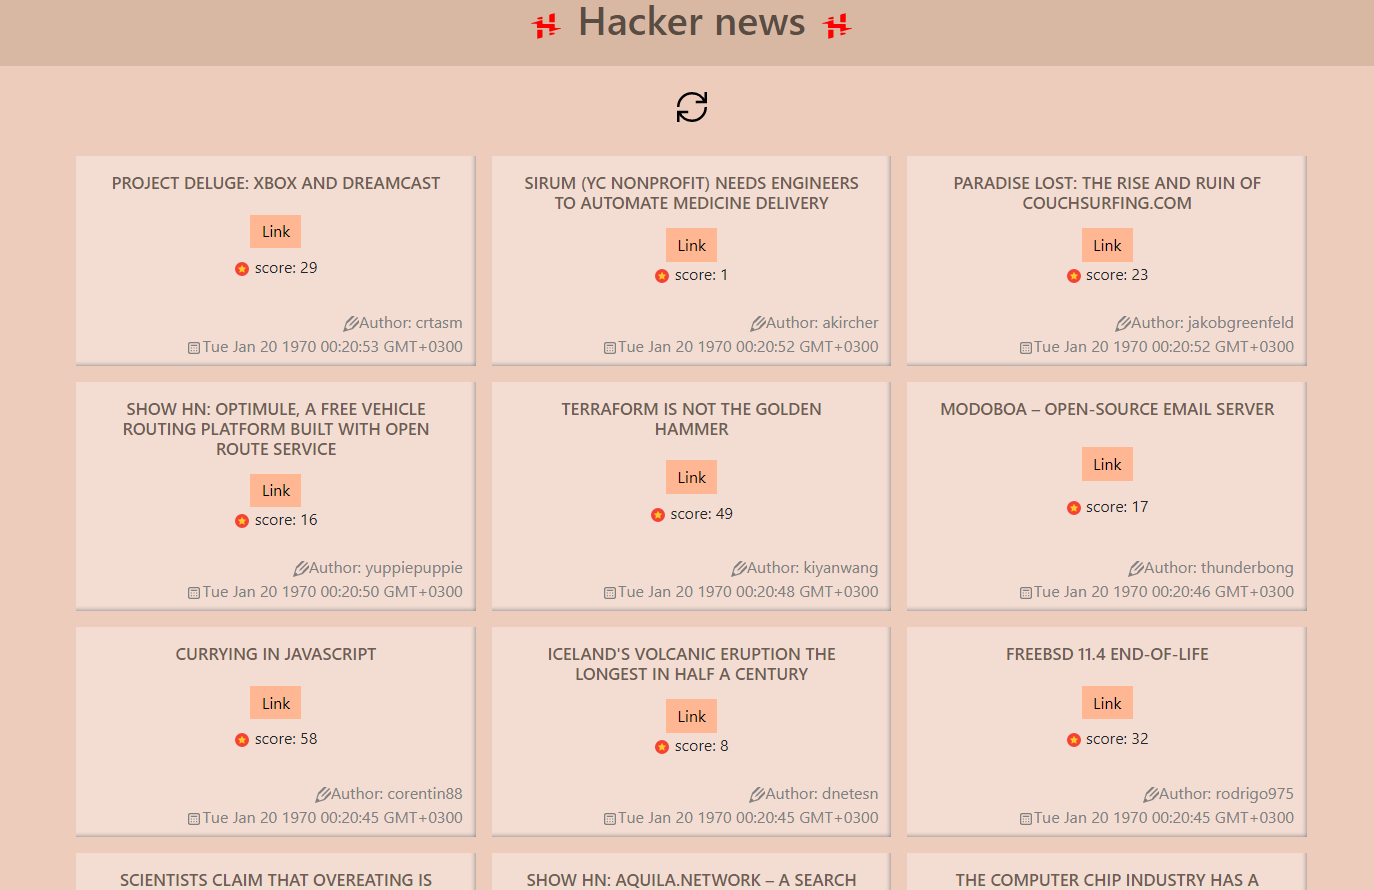 Hacker news
PROJECT DELUGE: XBOX AND DREAMCAST
Link
score: 29
Author: crtasm
Tue Jan 20 1970 00:20:53 GMT+0300
SIRUM (YC NONPROFIT) NEEDS ENGINEERS
TO AUTOMATE MEDICINE DELIVERY
Link
score: 1
Author: akircher
Tue Jan 20 1970 00:20:52 GMT+0300
PARADISE LOST: THE RISE AND RUIN OF
COUCHSURFING.COM
Link
score: 23
Author: jakobgreenfeld
Tue Jan 20 1970 00:20:52 GMT+0300
SHOW HN: OPTIMULE, A FREE VEHICLE
ROUTING PLATFORM BUILT WITH OPEN
ROUTE SERVICE
Link
score: 16
Author: yuppiepuppie
Tue Jan 20 1970 00:20:50 GMT+0300
TERRAFORM IS NOT THE GOLDEN
HAMMER
Link
score: 49
Author: kiyanwang
Tue Jan 20 1970 00:20:48 GMT+0300
MODOBOA – OPEN-SOURCE EMAIL SERVER
Link
score: 17
Author: thunderbong
Tue Jan 20 1970 00:20:46 GMT+0300
CURRYING IN JAVASCRIPT
Link
score: 58
Author: corentin88
Tue Jan 20 1970 00:20:45 GMT+0300
ICELAND'S VOLCANIC ERUPTION THE
LONGEST IN HALF A CENTURY
Link
score: 8
Author: dnetesn
Tue Jan 20 1970 00:20:45 GMT+0300
FREEBSD 11.4 END-OF-LIFE
Link
score: 32
Author: rodrigo975
Tue Jan 20 1970 00:20:45 GMT+0300
SCIENTISTS CLAIM THAT OVEREATING IS
SHOW HN: AQUILA.NETWORK – A SEARCH
THE COMPUTER CHIP INDUSTRY HAS A